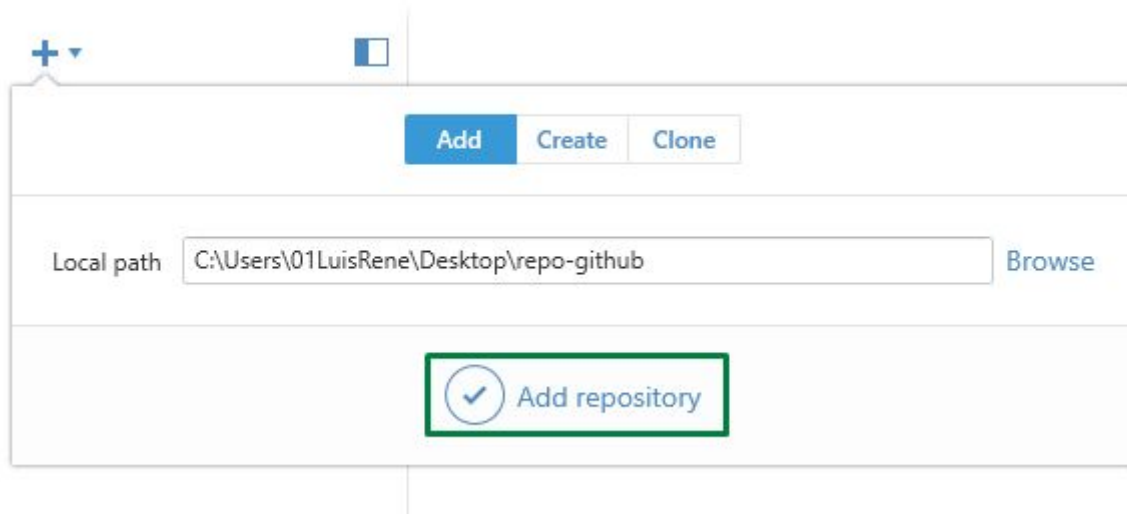 Add Create Clone
Local path C:\Users\01LuisRene\Desktop\repo-github Browse
Add repository